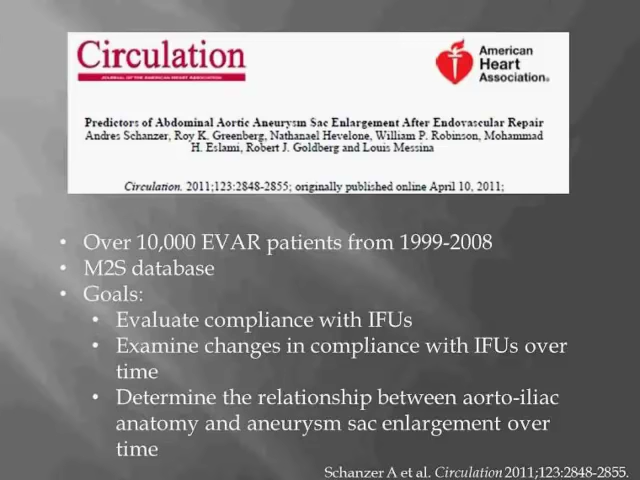 Circulation
JOURNAL OF THE AMERICAN HEART ASSOCIATION
American
Heart
Association®
Predictors of Abdominal Aortic Aneurysm Sac Enlargement After Endovascular Repair
Andres Schanzer, Roy K. Greenberg, Nathanael Hevelone, William P. Robinson, Mohammad
H. Eslami, Robert J. Goldberg and Louis Messina
Circulation. 2011;123:2848-2855; originally published online April 10, 2011;
• Over 10,000 EVAR patients from 1999-2008
• M2S database
• Goals:
• Evaluate compliance with IFUs
• Examine changes in compliance with IFUs over
time
• Determine the relationship between aorto-iliac
anatomy and aneurysm sac enlargement over
time
Schanzer A et al. Circulation 2011;123:2848-2855.